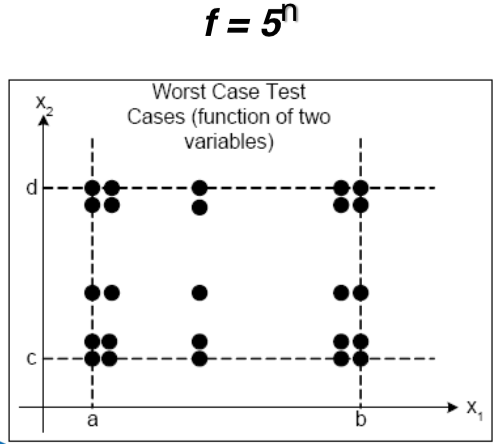 f = 5ⁿ
Worst Case Test
Cases (function of two
variables)
x₂
d
c
a
b
x₁